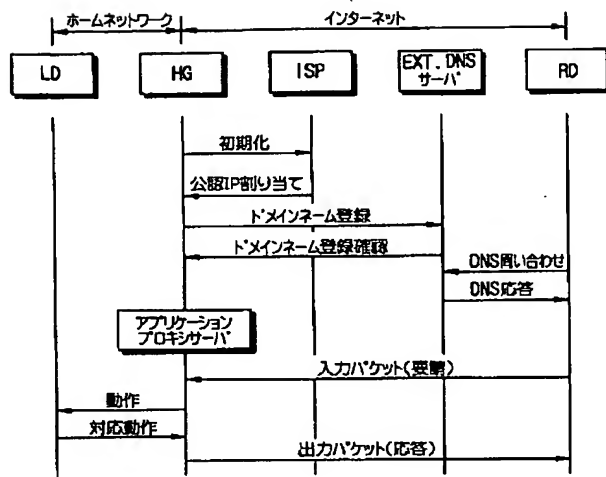 ホームネットワーク
インターネット
LD
HG
ISP
EXT. DNS
サーバ
RD
初期化
公認IP割り当て
ドメインネーム登録
ドメインネーム登録確認
DNS問い合わせ
DNS応答
アプリケーション
プロキシサーバ
入力パケット(要請)
動作
対応動作
出力パケット(応答)